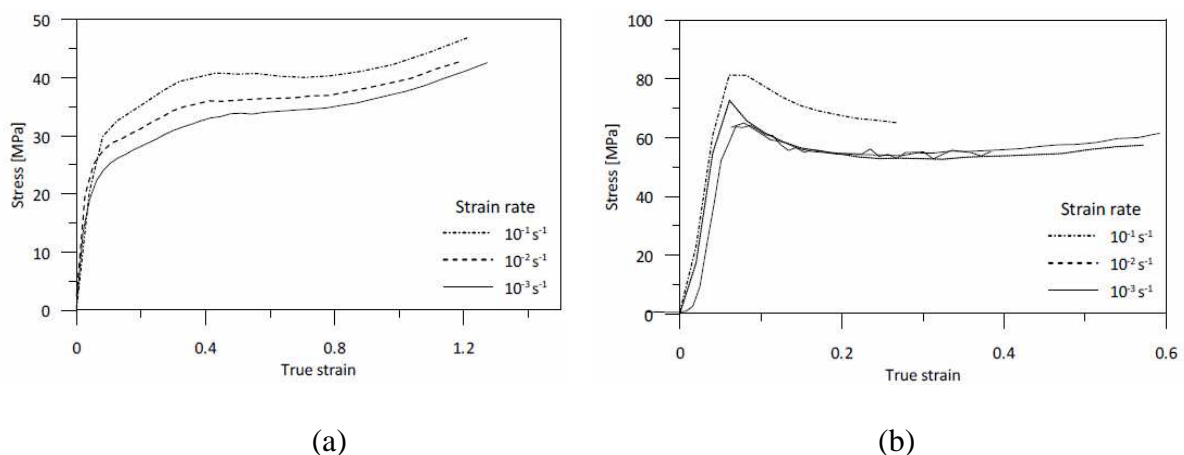 50
40
30
20
10
0
Stress [MPa]
0
0.4
0.8
1.2
True strain
Strain rate
10⁻¹ s⁻¹
10⁻² s⁻¹
10⁻³ s⁻¹
(a)
100
80
60
40
20
0
Stress [MPa]
0
0.2
0.4
0.6
True strain
Strain rate
10⁻¹ s⁻¹
10⁻² s⁻¹
10⁻³ s⁻¹
(b)